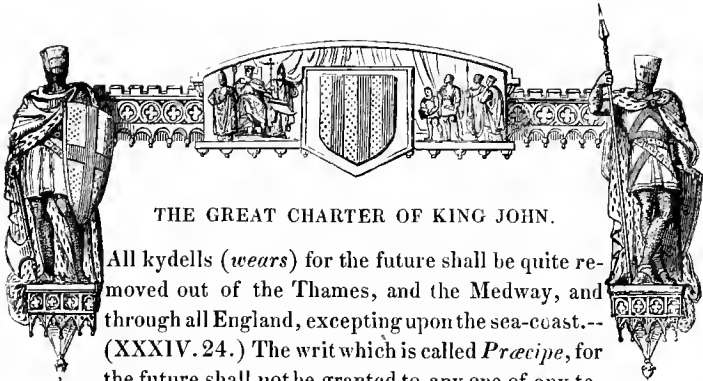 THE GREAT CHARTER OF KING JOHN.
All kydells (wears) for the future shall be quite re-
moved out of the Thames, and the Medway, and
through all England, excepting upon the sea-coast.--
(XXXIV. 24.) The writ which is called Præcipe, for
the future shall not be granted to any one of any te-